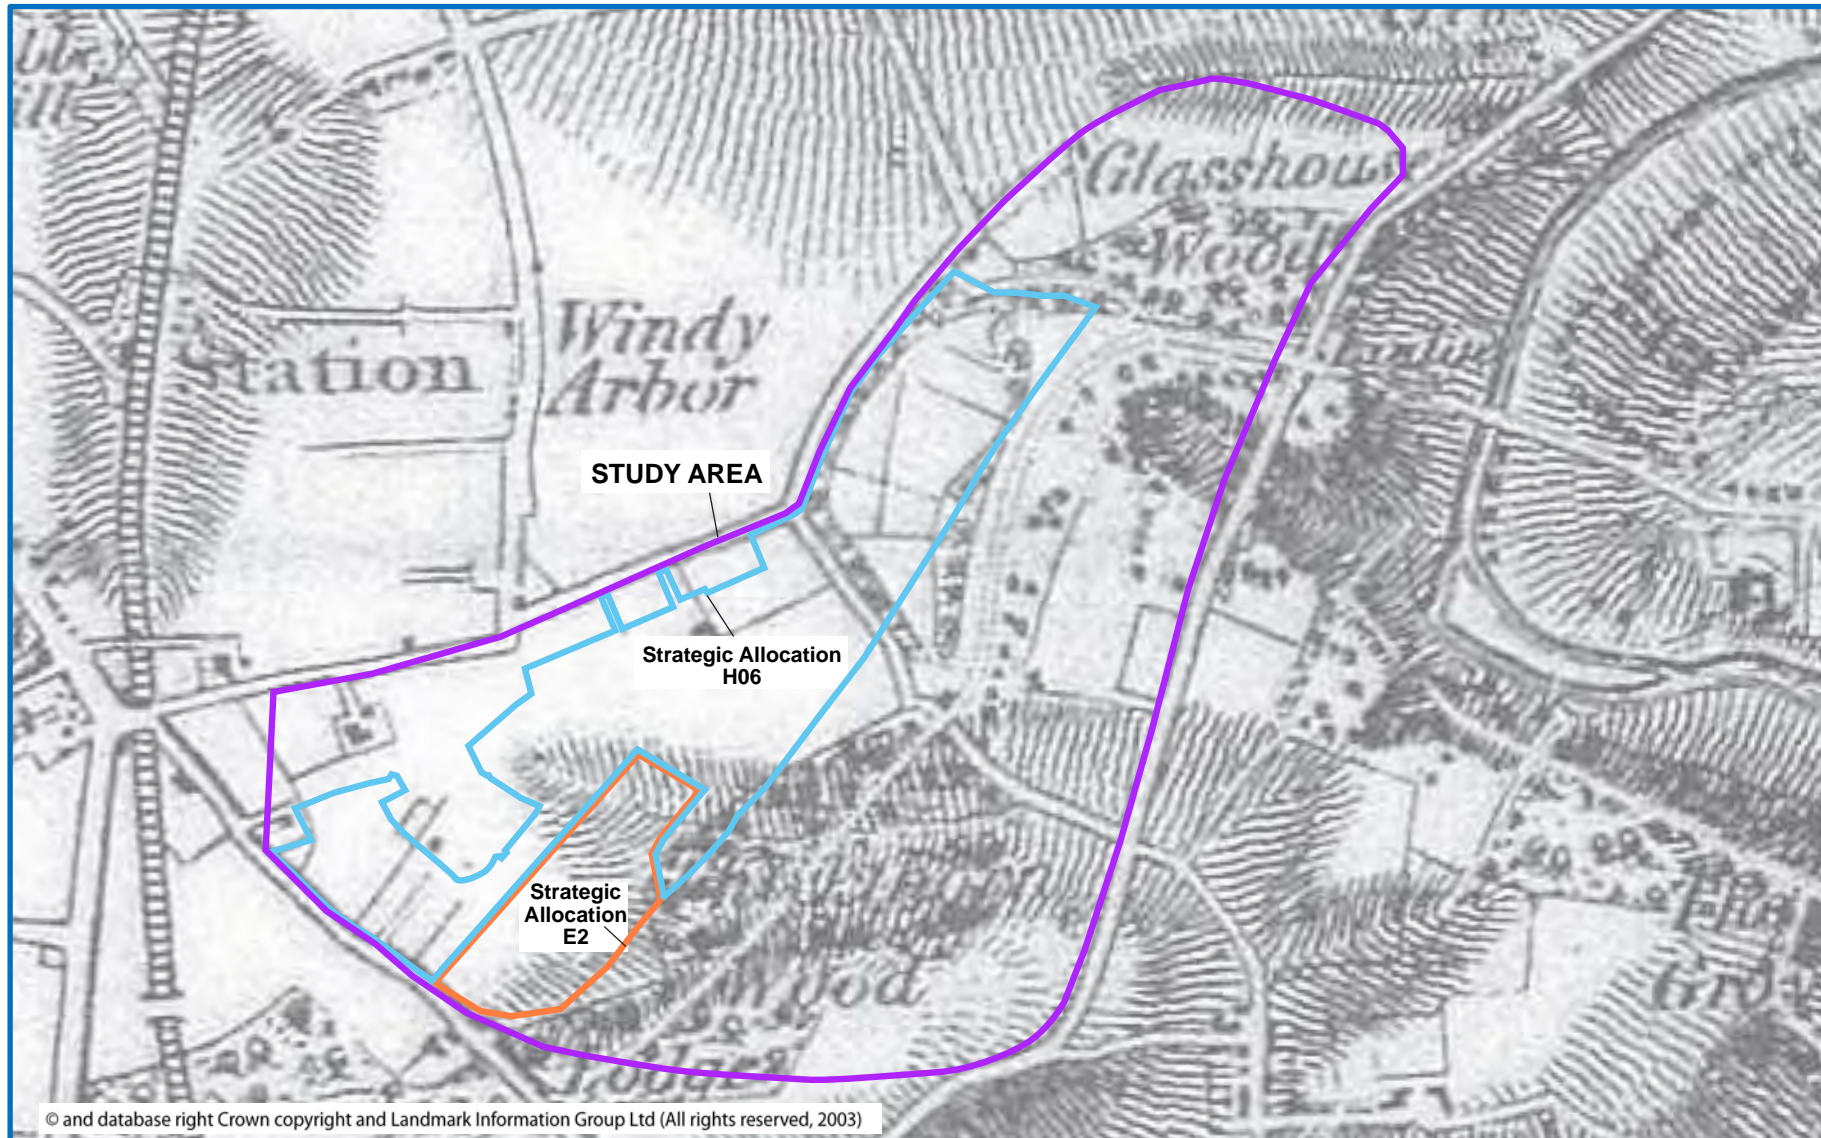 Glasshouse
Wood
Windy
Arbor
Station
STUDY AREA
Strategic Allocation
H06
Strategic
Allocation
E2
Wood
© and database right Crown copyright and Landmark Information Group Ltd (All rights reserved, 2003)